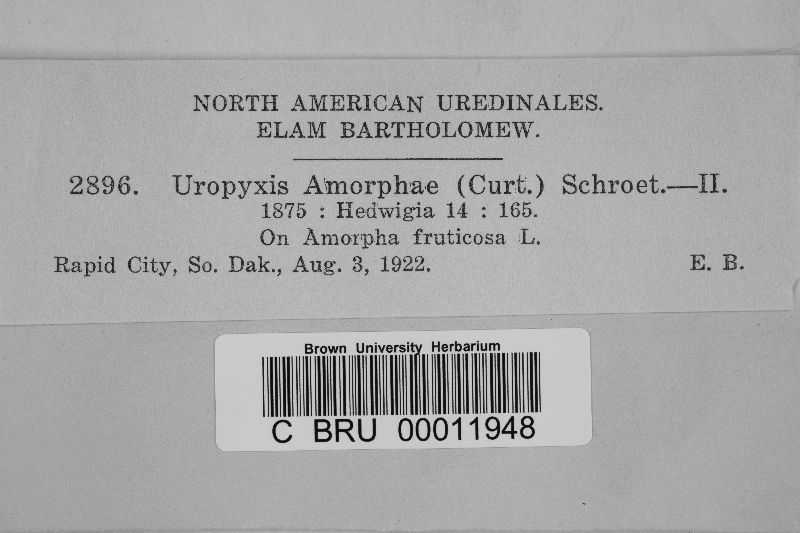 NORTH AMERICAN UREDINALES.
ELAM BARTHOLOMEW.
2896. Uropyxis Amorphae (Curt.) Schroet.—II.
1875 : Hedwigia 14 : 165.
On Amorpha fruticosa L.
Rapid City, So. Dak., Aug. 3, 1922. E. B.
Brown University Herbarium
C BRU 00011948